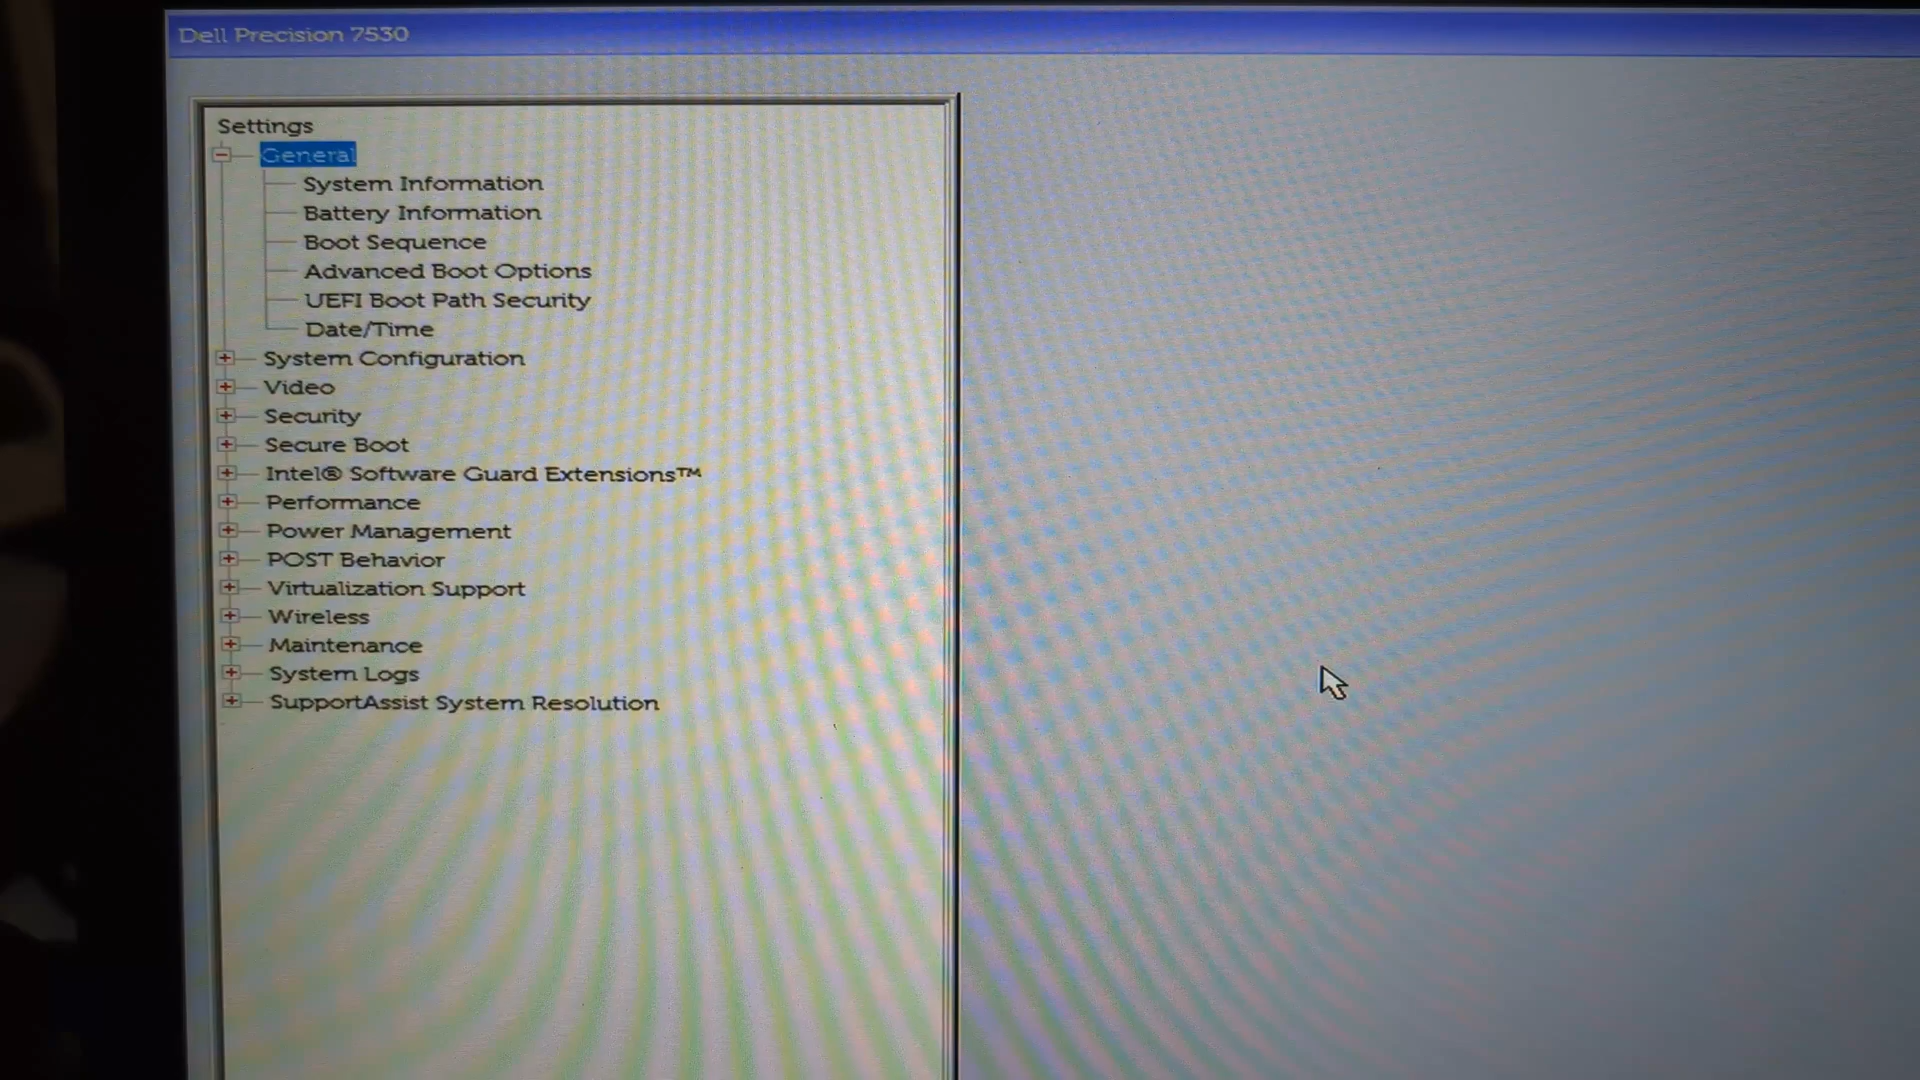 Dell Precision 7530
Settings
General
System Information
Battery Information
Boot Sequence
Advanced Boot Options
UEFI Boot Path Security
Date/Time
System Configuration
Video
Security
Secure Boot
Intel® Software Guard Extensions™
Performance
Power Management
POST Behavior
Virtualization Support
Wireless
Maintenance
System Logs
SupportAssist System Resolution